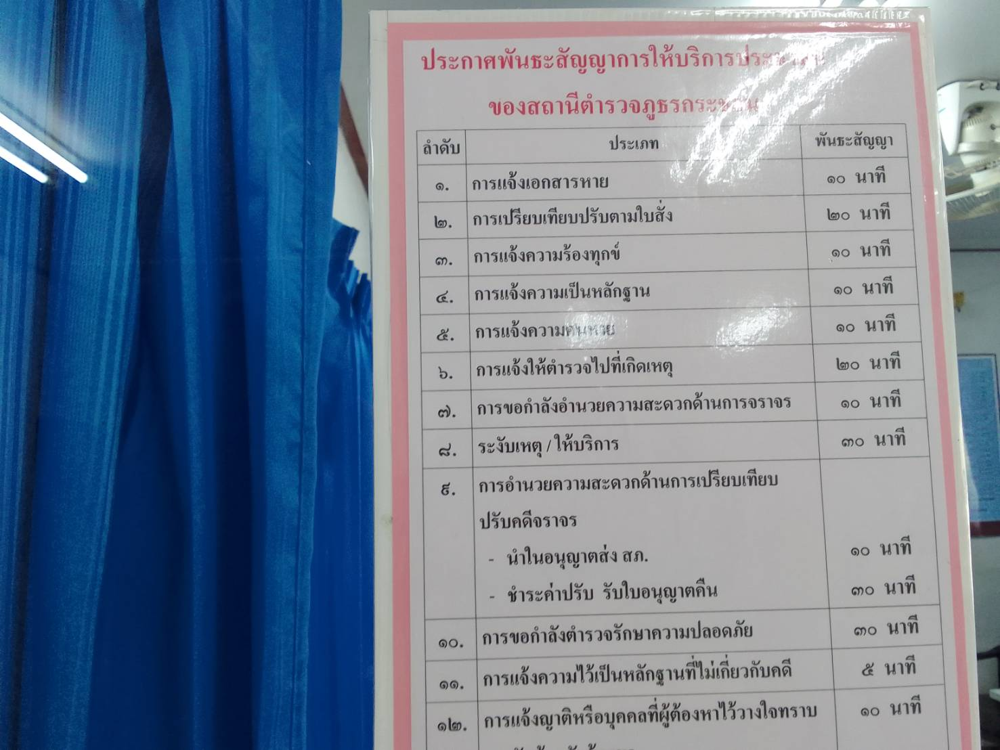 ประกาศพันธะสัญญาการให้บริการประชาชน
ของสถานีตำรวจภูธรกระชอน
ลำดับ ประเภท พันธะสัญญา
๑. การแจ้งเอกสารหาย ๑๐ นาที
๒. การเปรียบเทียบปรับตามใบสั่ง ๒๐ นาที
๓. การแจ้งความร้องทุกข์ ๑๐ นาที
๔. การแจ้งความเป็นหลักฐาน ๑๐ นาที
๕. การแจ้งความคนหาย ๑๐ นาที
๖. การแจ้งให้ตำรวจไปที่เกิดเหตุ ๒๐ นาที
๗. การขอกำลังอำนวยความสะดวกด้านการจราจร ๑๐ นาที
๘. ระงับเหตุ / ให้บริการ ๓๐ นาที
๙. การอำนวยความสะดวกด้านการเปรียบเทียบ
ปรับคดีจราจร
- นำใบอนุญาตส่ง สภ. ๑๐ นาที
- ชำระค่าปรับ รับใบอนุญาตคืน ๓๐ นาที
๑๐. การขอกำลังตำรวจรักษาความปลอดภัย ๓๐ นาที
๑๑. การแจ้งความไว้เป็นหลักฐานที่ไม่เกี่ยวกับคดี ๕ นาที
๑๒. การแจ้งญาติหรือบุคคลที่ผู้ต้องหาไว้วางใจทราบ ๑๐ นาที